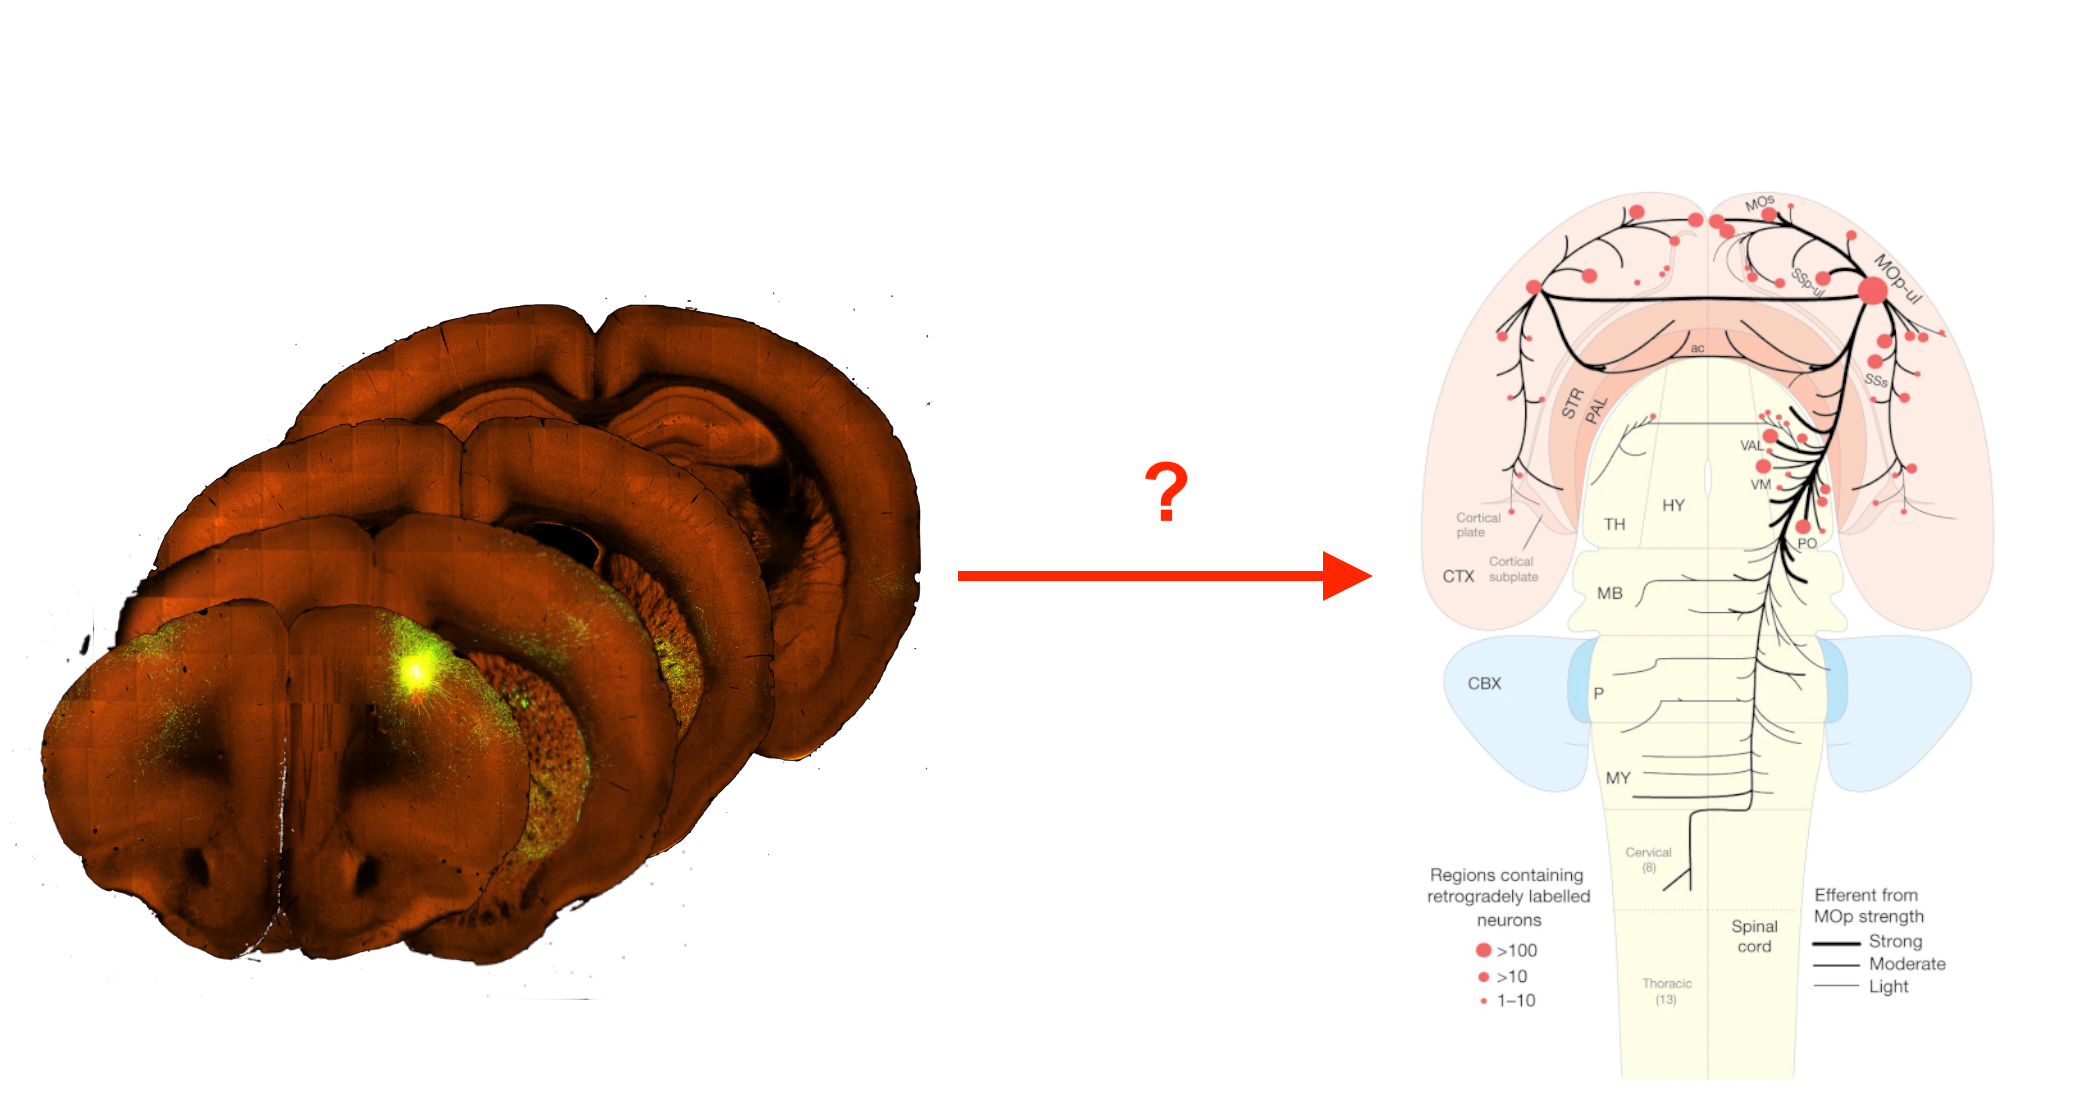 ?
MOs
MOp-ul
SSp-ul
ac
SSs
STR
PAL
VAL
VM
HY
TH
PO
Cortical
plate
Cortical
subplate
CTX
MB
CBX
P
MY
Cervical
(8)
Spinal
cord
Thoracic
(13)
Regions containing
retrogradely labelled
neurons
>100
>10
1–10
Efferent from
MOp strength
Strong
Moderate
Light